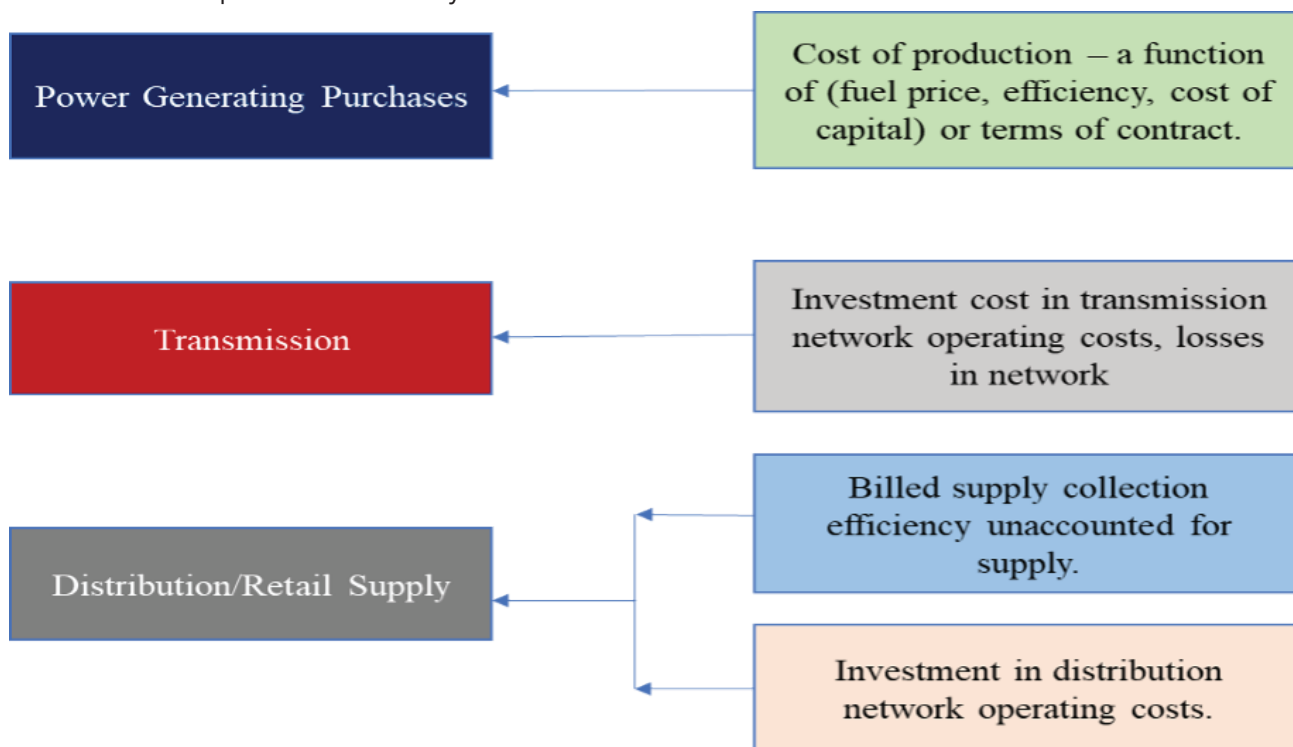 Power Generating Purchases
Cost of production – a function
of (fuel price, efficiency, cost of
capital) or terms of contract.
Transmission
Investment cost in transmission
network operating costs, losses
in network
Distribution/Retail Supply
Billed supply collection
efficiency unaccounted for
supply.
Investment in distribution
network operating costs.